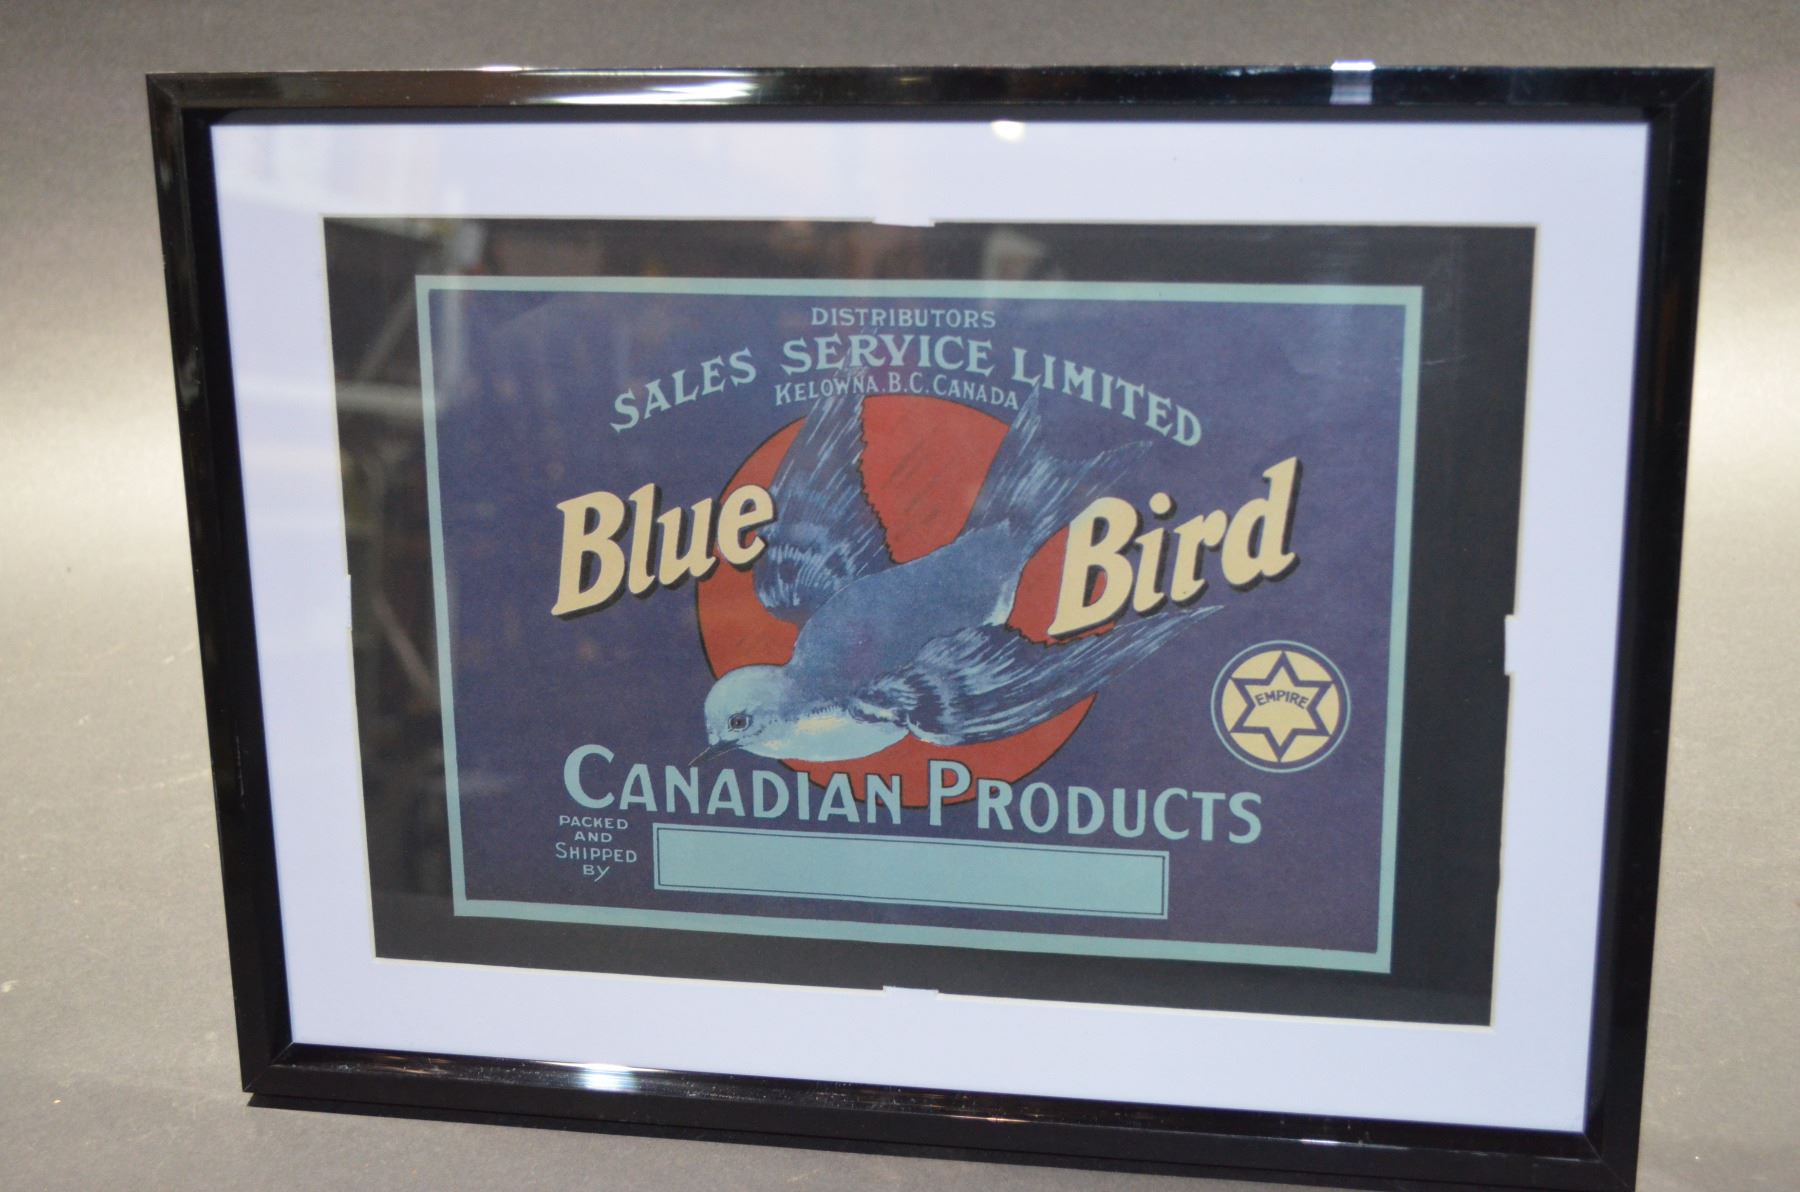 DISTRIBUTORS
SALES SERVICE LIMITED
KELOWNA. B.C. CANADA
Blue Bird
EMPIRE
CANADIAN PRODUCTS
PACKED
AND
SHIPPED
BY